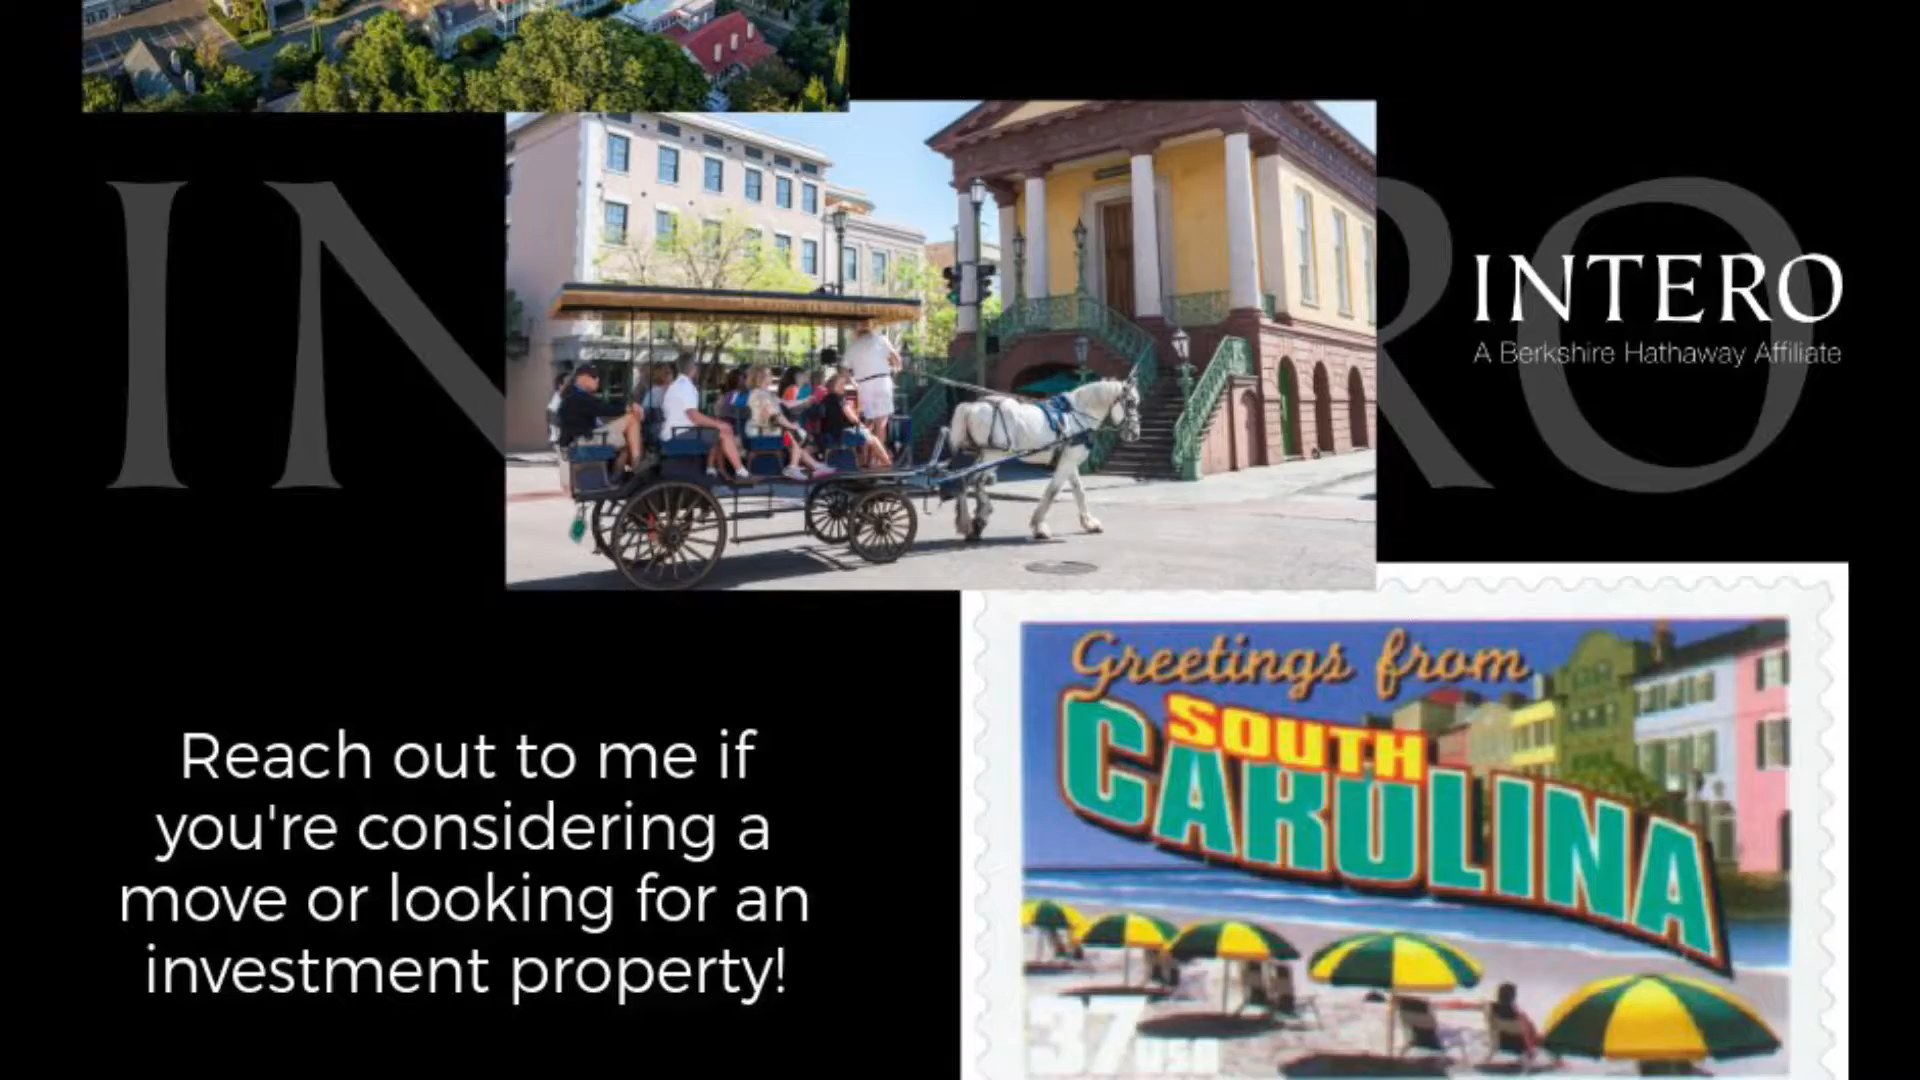 INTERO
INTERO
A Berkshire Hathaway Affiliate
Greetings from
SOUTH
CAROLINA
37 USA
Reach out to me if
you're considering a
move or looking for an
investment property!